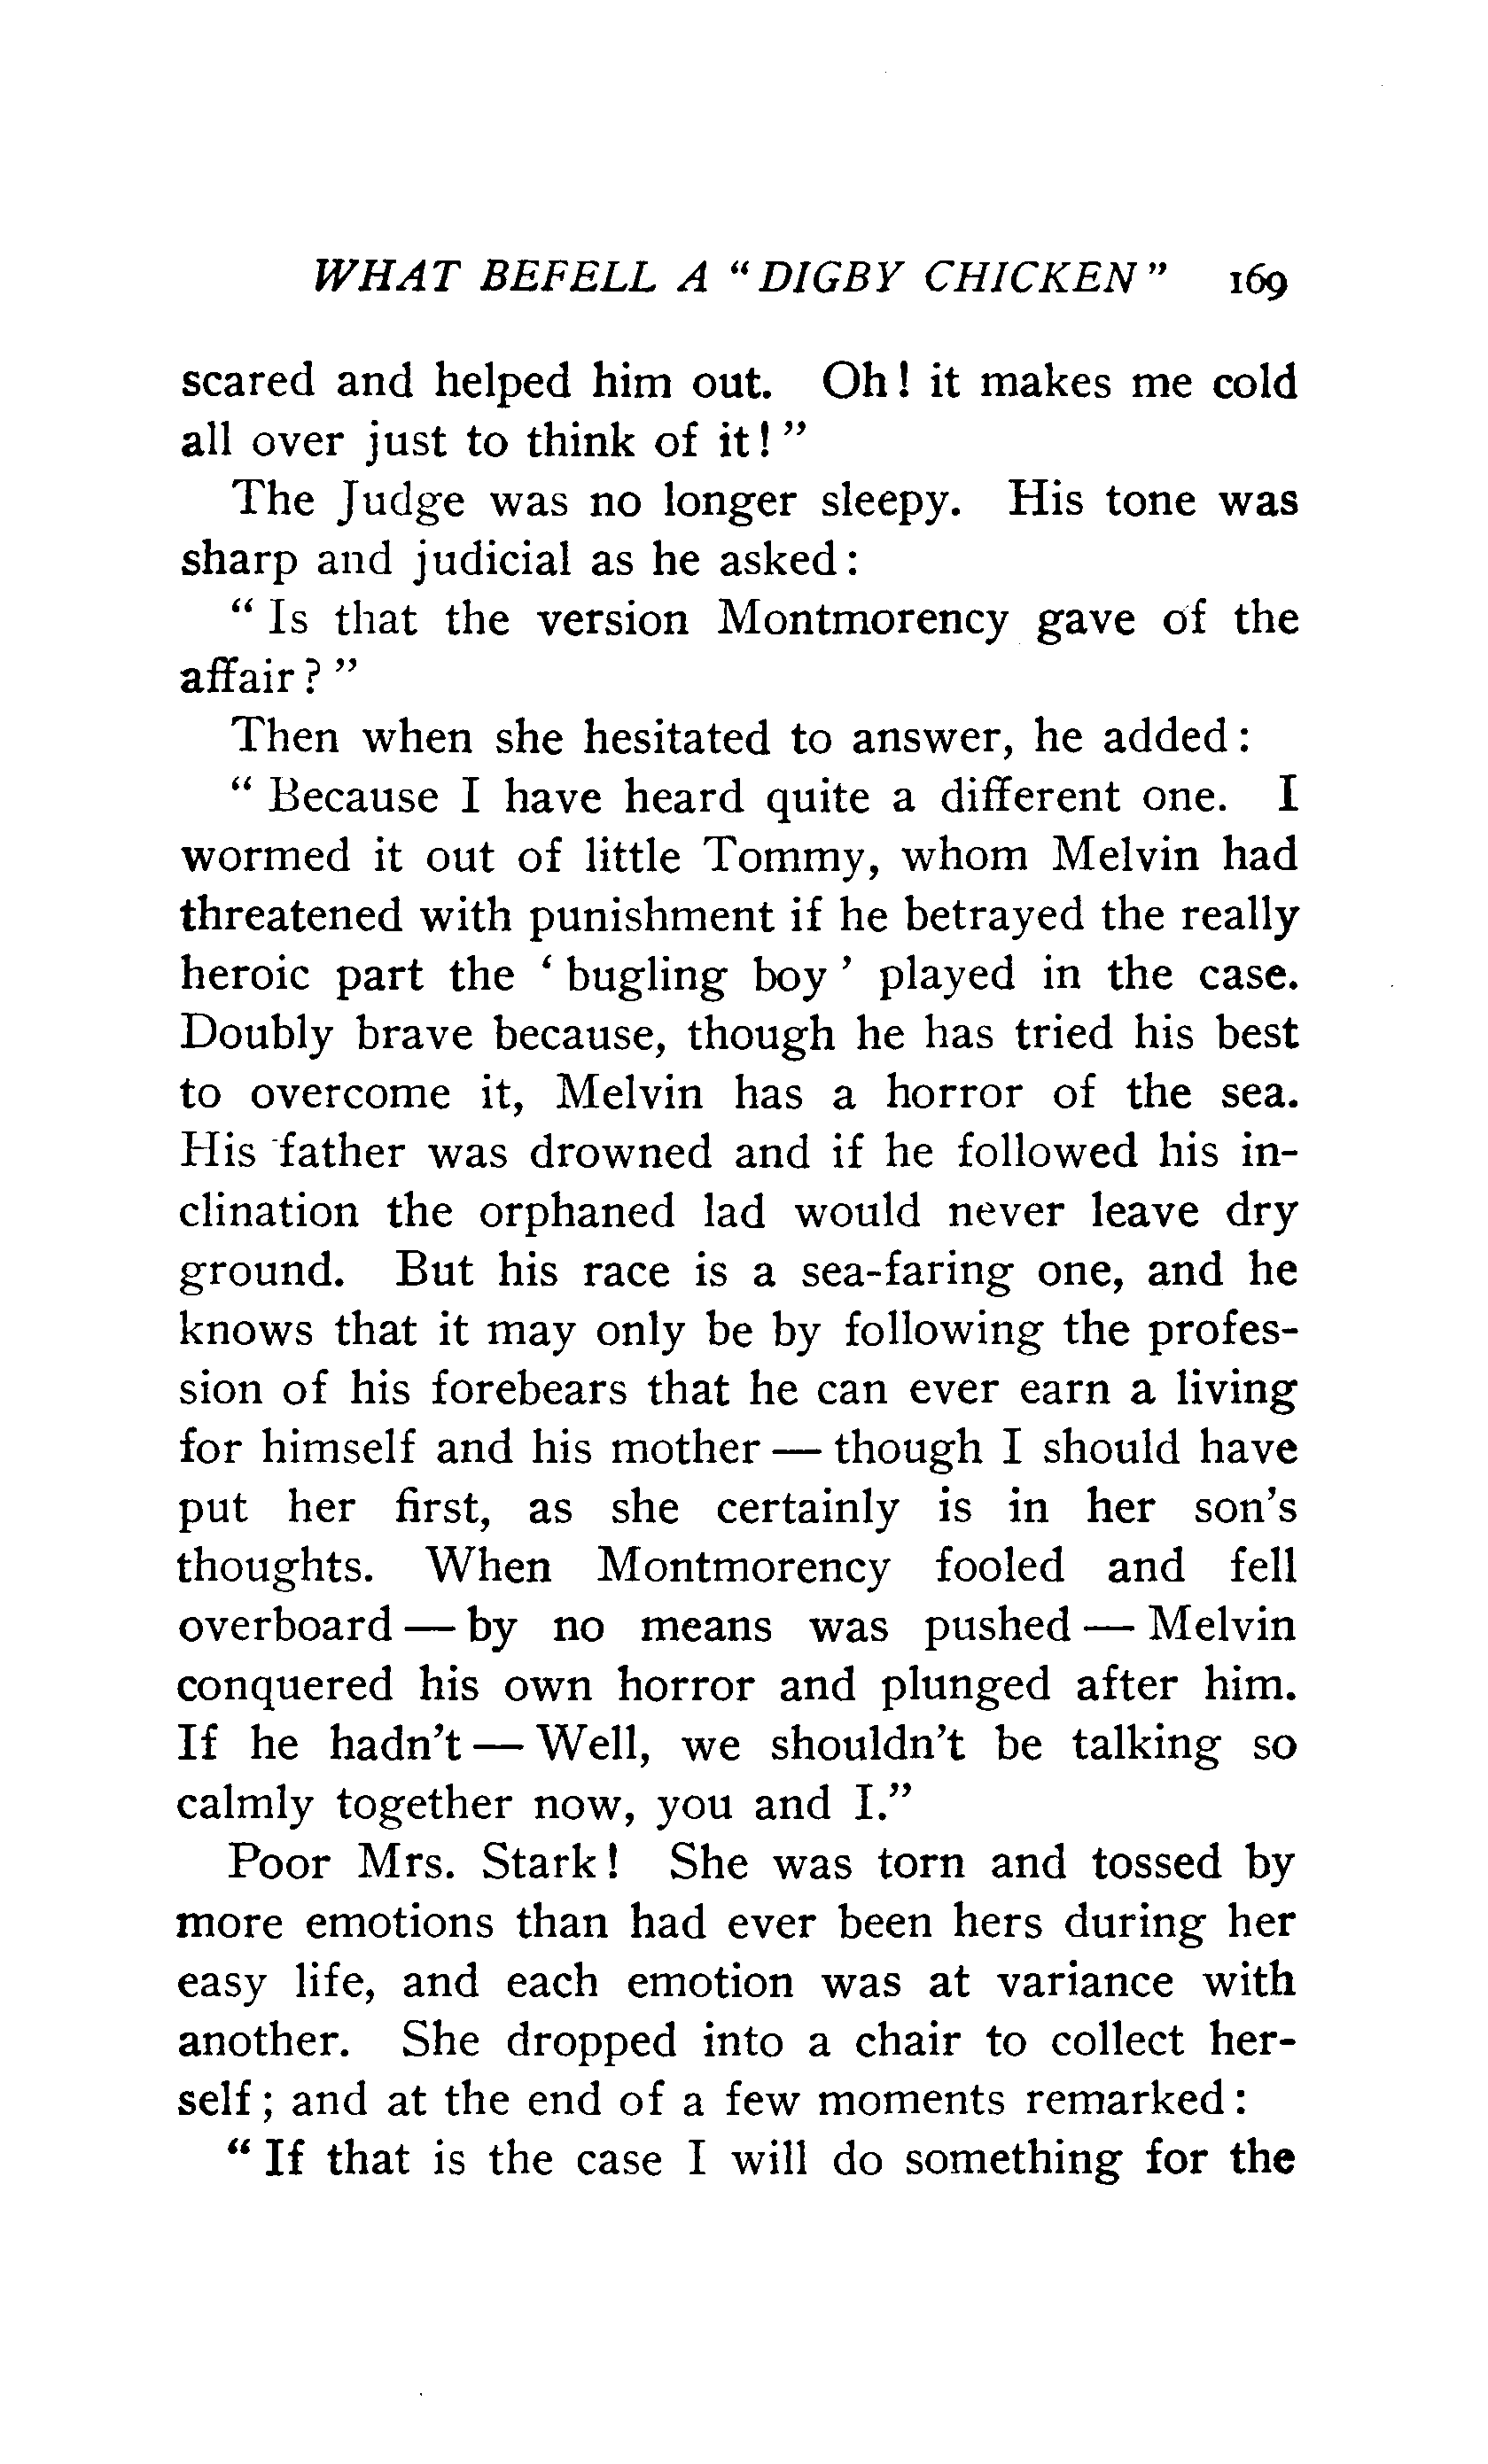 WHAT BEFELL A "DIGBY CHICKEN" 169
scared and helped him out. Oh! it makes me cold
all over just to think of it!"
The Judge was no longer sleepy. His tone was
sharp and judicial as he asked:
"Is that the version Montmorency gave of the
affair?"
Then when she hesitated to answer, he added:
"Because I have heard quite a different one. I
wormed it out of little Tommy, whom Melvin had
threatened with punishment if he betrayed the really
heroic part the 'bugling boy' played in the case.
Doubly brave because, though he has tried his best
to overcome it, Melvin has a horror of the sea.
His father was drowned and if he followed his in-
clination the orphaned lad would never leave dry
ground. But his race is a sea-faring one, and he
knows that it may only be by following the profes-
sion of his forebears that he can ever earn a living
for himself and his mother — though I should have
put her first, as she certainly is in her son's
thoughts. When Montmorency fooled and fell
overboard — by no means was pushed — Melvin
conquered his own horror and plunged after him.
If he hadn't — Well, we shouldn't be talking so
calmly together now, you and I."
Poor Mrs. Stark! She was torn and tossed by
more emotions than had ever been hers during her
easy life, and each emotion was at variance with
another. She dropped into a chair to collect her-
self; and at the end of a few moments remarked:
"If that is the case I will do something for the